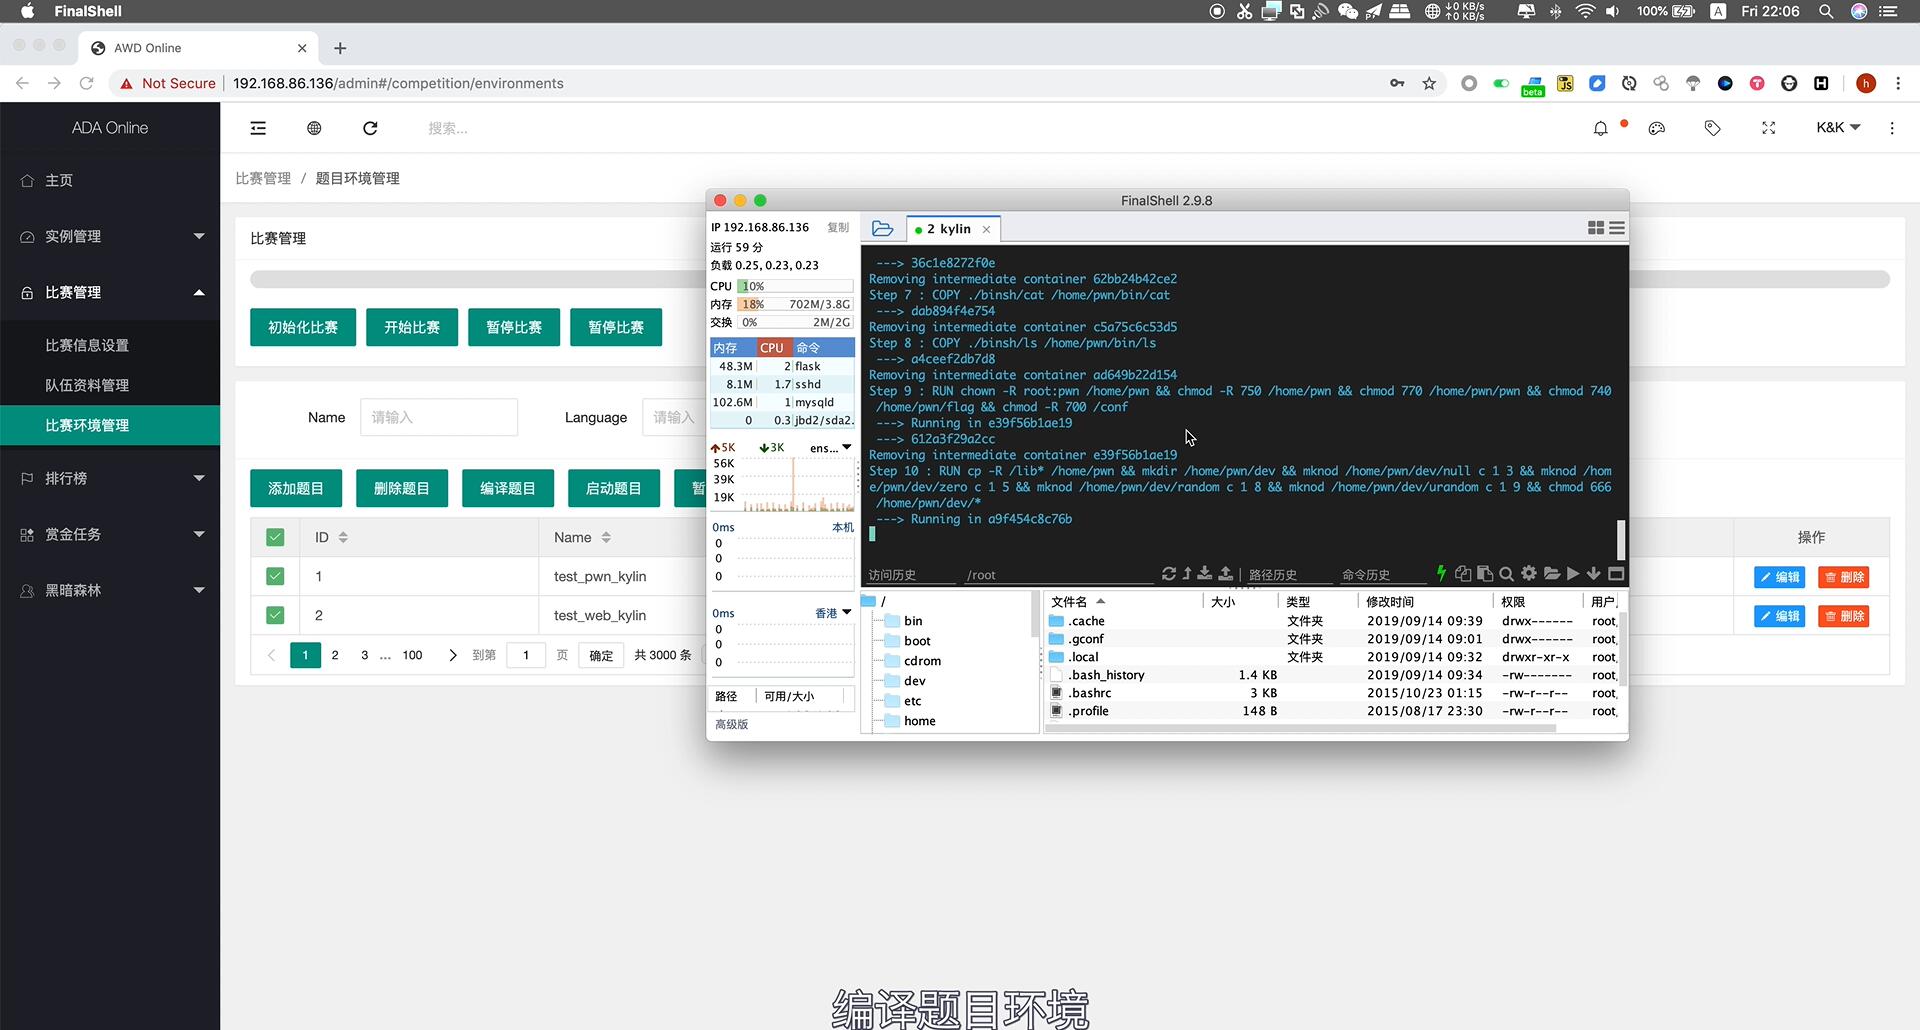 FinalShell
↓0 KB/s
↑0 KB/s
100%
A
Fri 22:06
AWD Online
Not Secure
192.168.86.136/admin#/competition/environments
beta
JS
T
H
h
ADA Online
搜索...
K&K
主页
实例管理
比赛管理
比赛信息设置
队伍资料管理
比赛环境管理
排行榜
赏金任务
黑暗森林
比赛管理 / 题目环境管理
比赛管理
初始化比赛
开始比赛
暂停比赛
暂停比赛
Name
请输入
Language
请输入
添加题目
删除题目
编译题目
启动题目
暂
ID
Name
操作
1
test_pwn_kylin
编辑
删除
2
test_web_kylin
编辑
删除
1
2
3
...
100
到第
1
页
确定
共 3000 条
FinalShell 2.9.8
IP 192.168.86.136
复制
运行 59 分
负载 0.25, 0.23, 0.23
CPU 10%
内存 18% 702M/3.8G
交换 0% 2M/2G
内存 CPU 命令
48.3M 2 flask
8.1M 1.7 sshd
102.6M 1 mysqld
0 0.3 jbd2/sda2.
5K 3K ens...
56K
39K
19K
0ms 本机
0
0
0
0ms 香港
0
0
0
路径 可用/大小
高级版
2 kylin
---> 36c1e8272f0e
Removing intermediate container 62bb24b42ce2
Step 7 : COPY ./binsh/cat /home/pwn/bin/cat
---> dab894f4e754
Removing intermediate container c5a75c6c53d5
Step 8 : COPY ./binsh/ls /home/pwn/bin/ls
---> a4ceef2db7d8
Removing intermediate container ad649b22d154
Step 9 : RUN chown -R root:pwn /home/pwn && chmod -R 750 /home/pwn && chmod 770 /home/pwn/pwn && chmod 740
/home/pwn/flag && chmod -R 700 /conf
---> Running in e39f56b1ae19
---> 612a3f29a2cc
Removing intermediate container e39f56b1ae19
Step 10 : RUN cp -R /lib* /home/pwn && mkdir /home/pwn/dev && mknod /home/pwn/dev/null c 1 3 && mknod /hom
e/pwn/dev/zero c 1 5 && mknod /home/pwn/dev/random c 1 8 && mknod /home/pwn/dev/urandom c 1 9 && chmod 666
/home/pwn/dev/*
---> Running in a9f454c8c76b
访问历史
/root
路径历史
命令历史
/
bin
boot
cdrom
dev
etc
home
文件名 大小 类型 修改时间 权限 用户
.cache 文件夹 2019/09/14 09:39 drwx------ root,
.gconf 文件夹 2019/09/14 09:01 drwx------ root,
.local 文件夹 2019/09/14 09:32 drwxr-xr-x root,
.bash_history 1.4 KB 2019/09/14 09:34 -rw------- root,
.bashrc 3 KB 2015/10/23 01:15 -rw-r--r-- root,
.profile 148 B 2015/08/17 23:30 -rw-r--r-- root,
编译题目环境